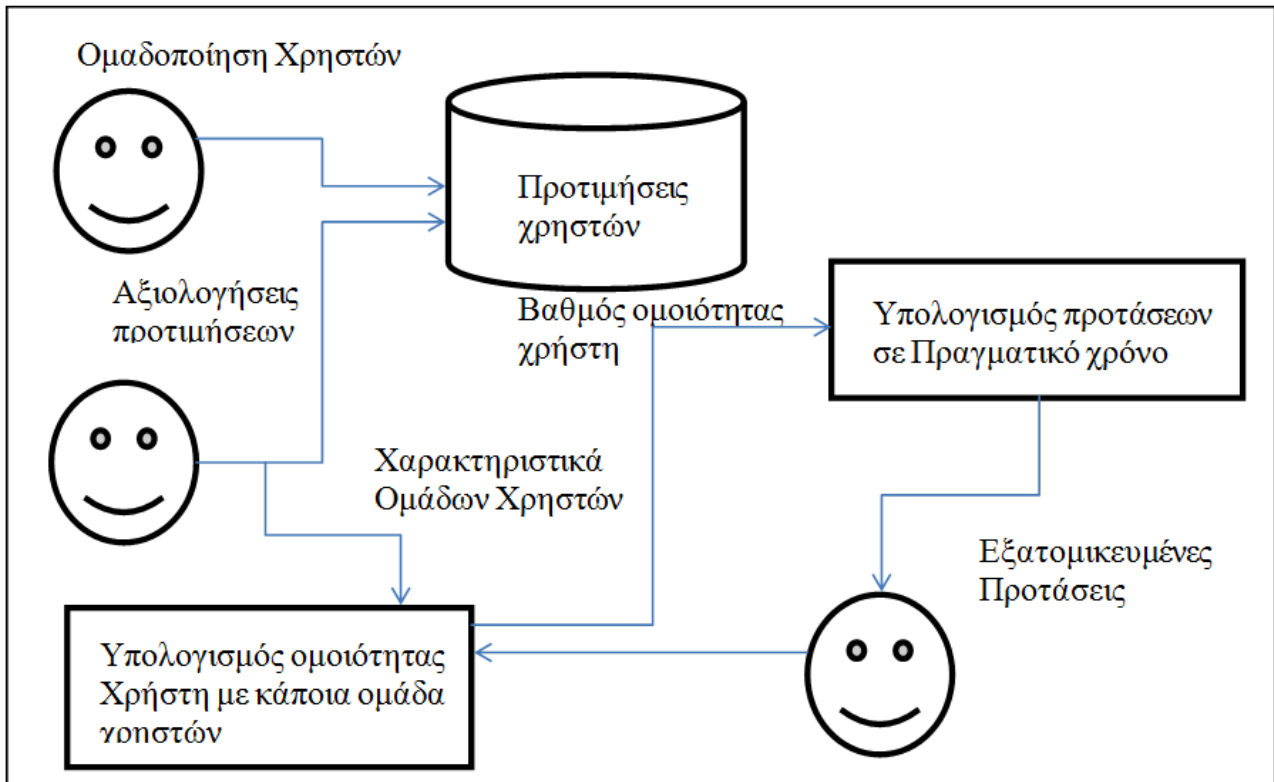 Ομαδοποίηση Χρηστών
Προτιμήσεις
χρηστών
Αξιολογήσεις
προτιμήσεων
Βαθμός ομοιότητας
χρήστη
Υπολογισμός προτάσεων
σε Πραγματικό χρόνο
Χαρακτηριστικά
Ομάδων Χρηστών
Εξατομικευμένες
Προτάσεις
Υπολογισμός ομοιότητας
Χρήστη με κάποια ομάδα
χρηστών